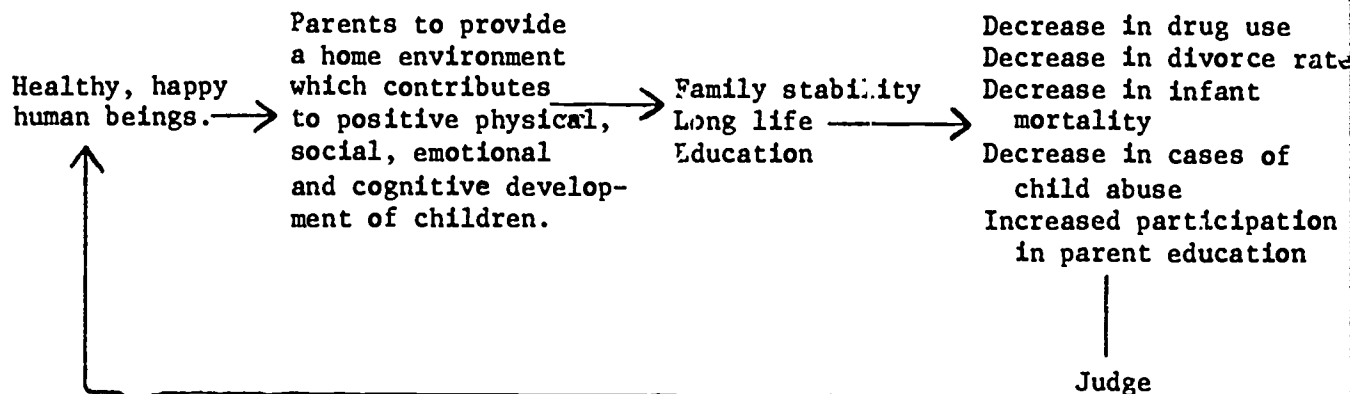 Healthy, happy
human beings.
Parents to provide
a home environment
which contributes
to positive physical,
social, emotional
and cognitive develop-
ment of children.
Family stability
Long life
Education
Decrease in drug use
Decrease in divorce rate
Decrease in infant
mortality
Decrease in cases of
child abuse
Increased participation
in parent education
Judge